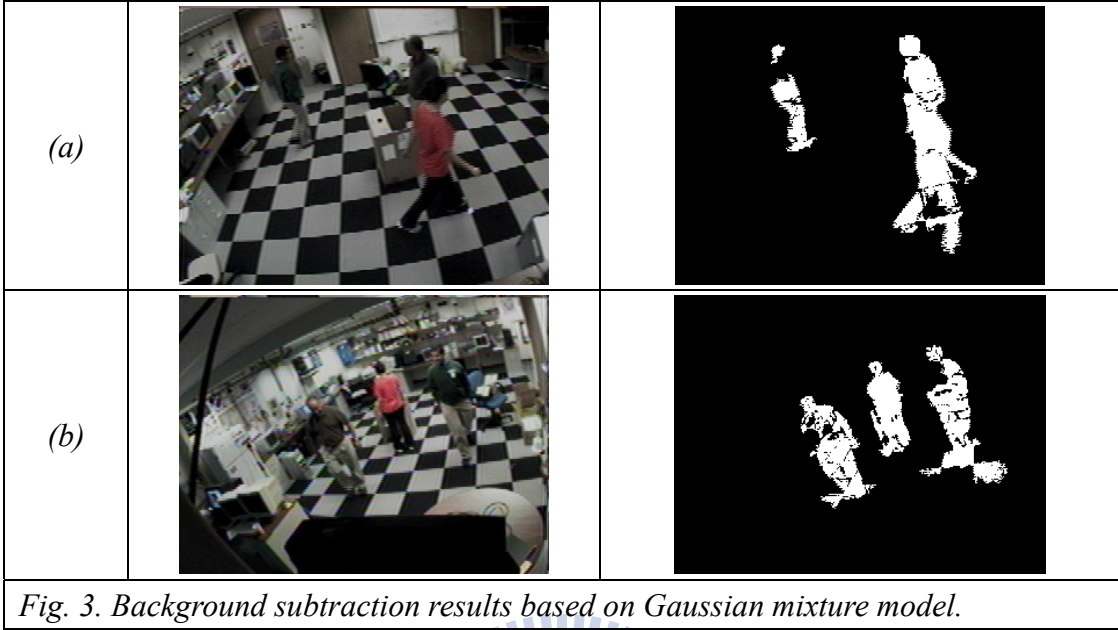 (a)
(b)
Fig. 3. Background subtraction results based on Gaussian mixture model.